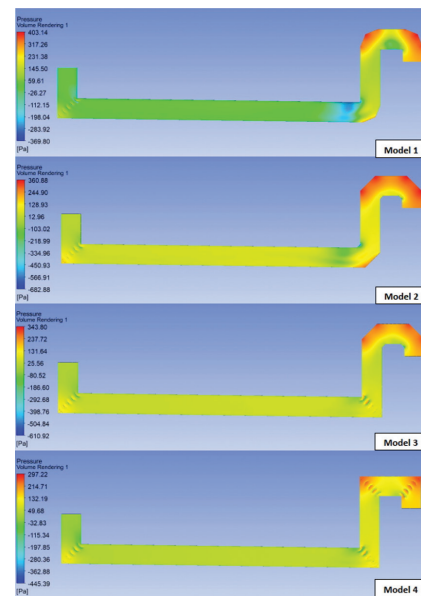 Pressure
Volume Rendering 1
403.14
317.26
231.38
145.50
59.61
-26.27
-112.15
-198.04
-283.92
-369.80
[Pa]
Model 1
Pressure
Volume Rendering 1
360.88
244.90
128.93
12.96
-103.02
-218.99
-334.96
-450.93
-566.91
-682.88
[Pa]
Model 2
Pressure
Volume Rendering 1
343.80
237.72
131.64
25.56
-80.52
-186.60
-292.68
-398.76
-504.84
-610.92
[Pa]
Model 3
Pressure
Volume Rendering 1
297.22
214.71
132.19
49.68
-32.83
-115.34
-197.85
-280.36
-362.88
-445.39
[Pa]
Model 4